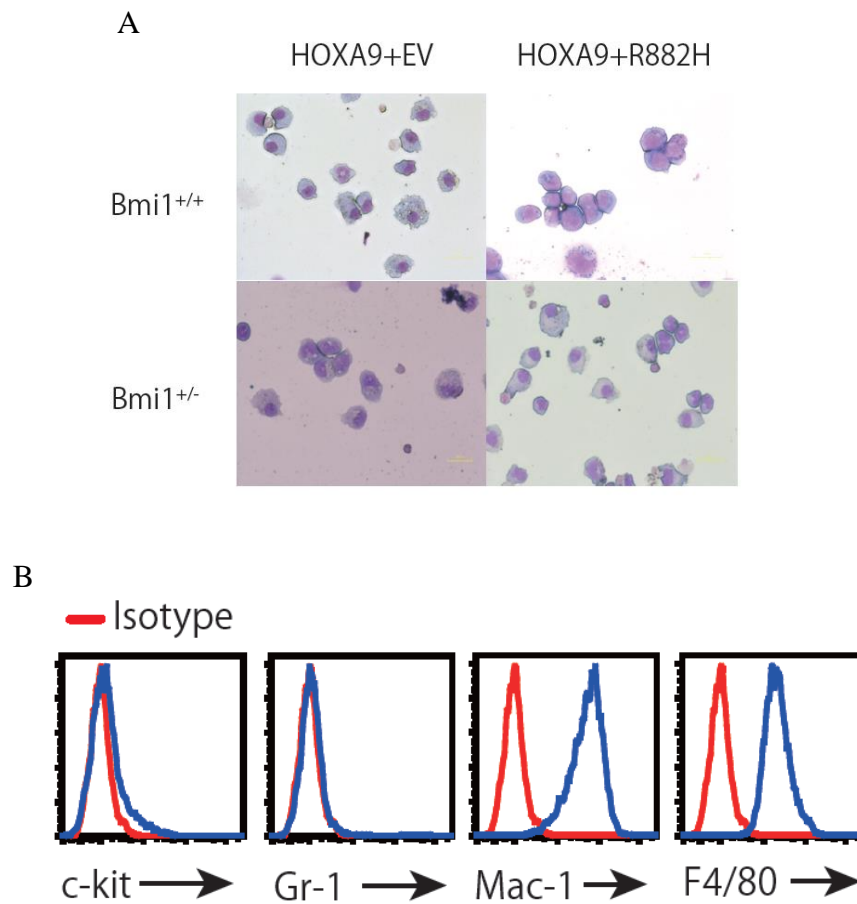 A
HOXA9+EV HOXA9+R882H
Bmi1+/+
Bmi1+/-
B
Isotype
c-kit Gr-1 Mac-1 F4/80